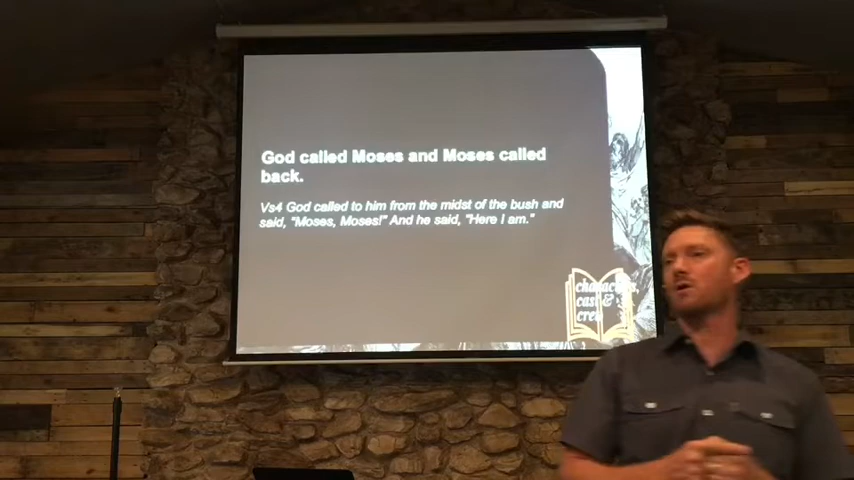 God called Moses and Moses called
back.
Vs4 God called to him from the midst of the bush and
said, "Moses, Moses!" And he said, "Here I am."
characters,
cast &
crew